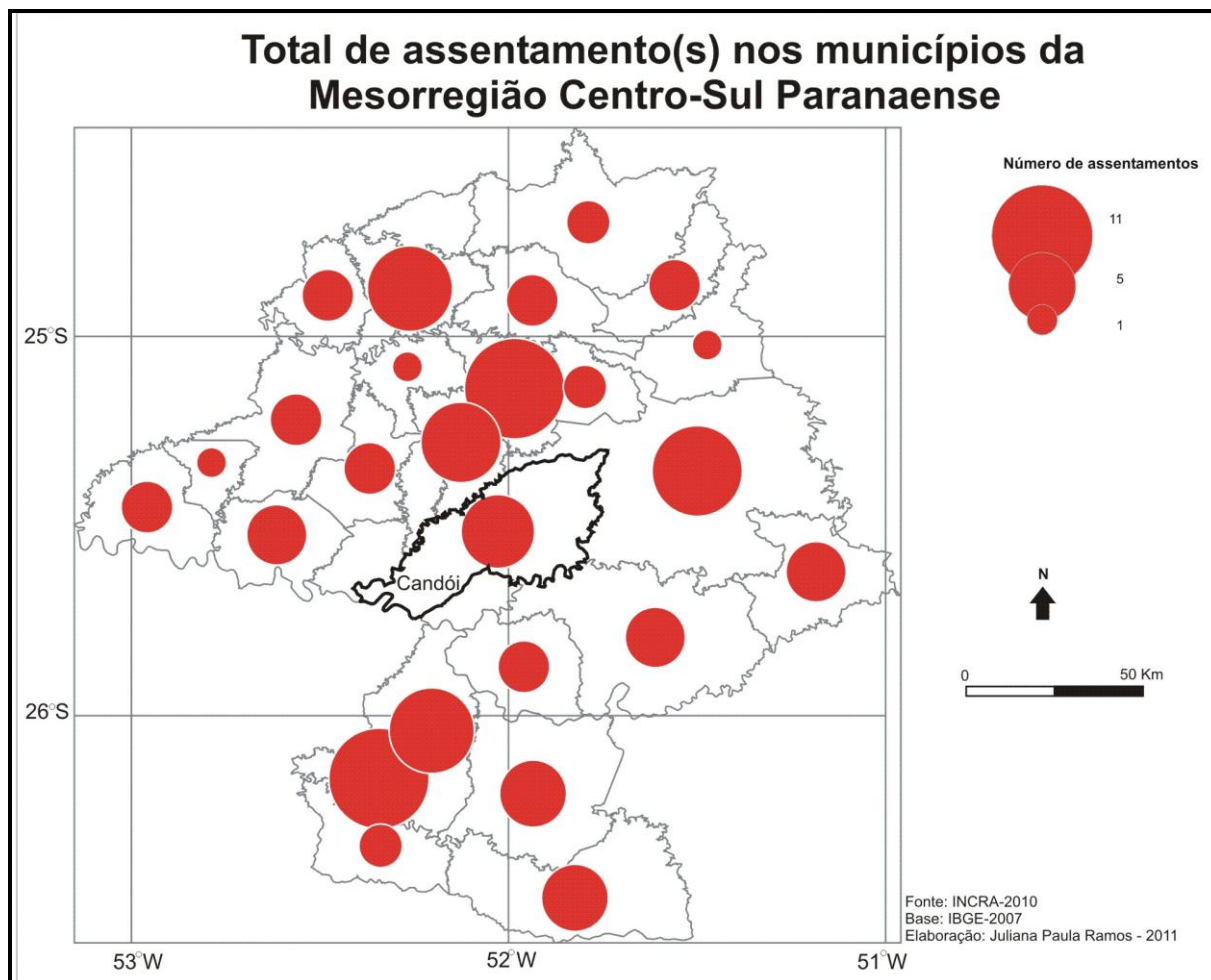 Total de assentamento(s) nos municípios da
Mesorregião Centro-Sul Paranaense
Número de assentamentos
11
5
1
25°S
Candói
N
0 50 Km
26°S
Fonte: INCRA-2010
Base: IBGE-2007
Elaboração: Juliana Paula Ramos - 2011
53°W 52°W 51°W